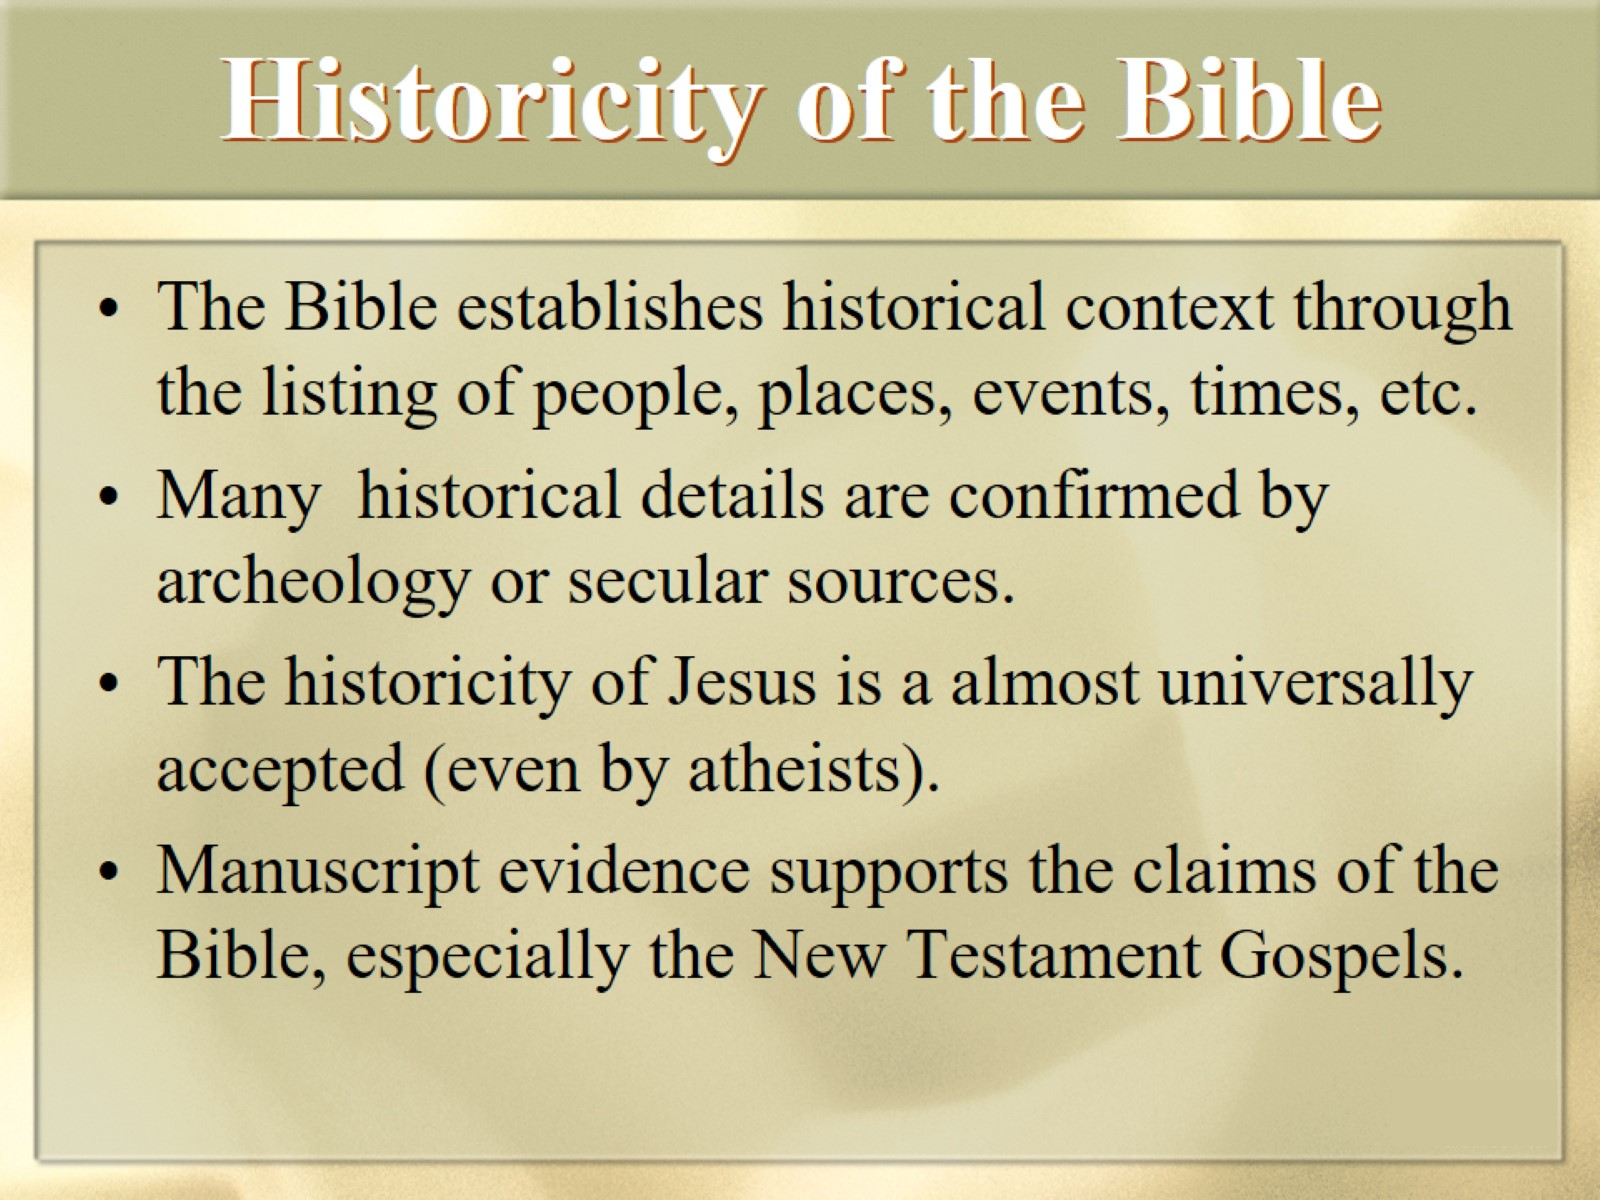 Historicity of the Bible
• The Bible establishes historical context through
the listing of people, places, events, times, etc.
• Many  historical details are confirmed by
archeology or secular sources.
• The historicity of Jesus is a almost universally
accepted (even by atheists).
• Manuscript evidence supports the claims of the
Bible, especially the New Testament Gospels.